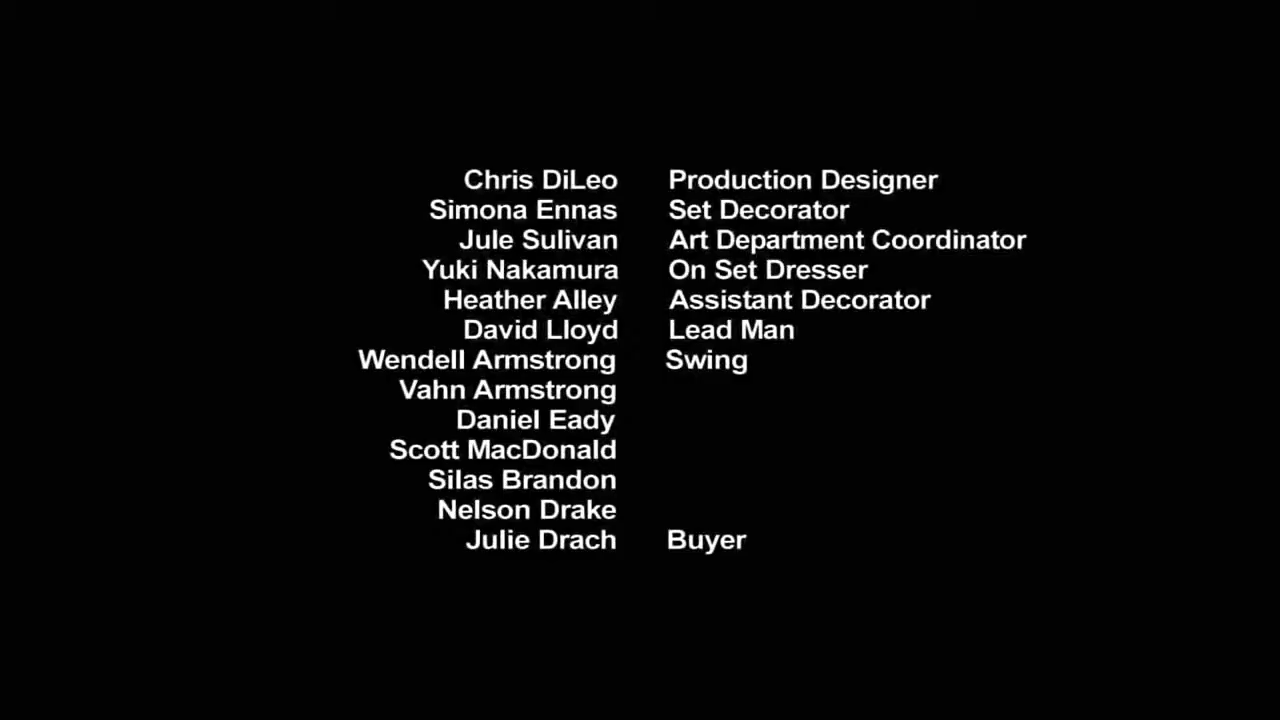 Chris DiLeo Production Designer
Simona Ennas Set Decorator
Jule Sulivan Art Department Coordinator
Yuki Nakamura On Set Dresser
Heather Alley Assistant Decorator
David Lloyd Lead Man
Wendell Armstrong Swing
Vahn Armstrong
Daniel Eady
Scott MacDonald
Silas Brandon
Nelson Drake
Julie Drach Buyer